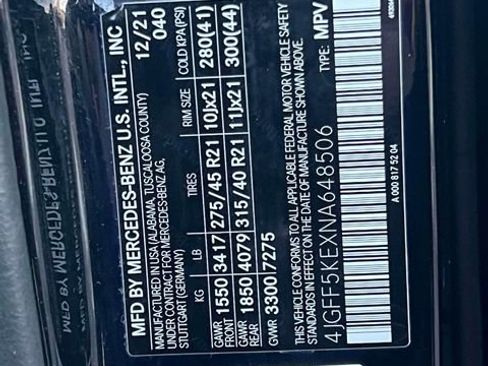 MFD BY MERCEDES-BENZ U.S. INTL., INC
MANUFACTURED IN USA (ALABAMA, TUSCALOOSA COUNTY) 12/21
UNDER CONTRACT FOR MERCEDES-BENZ AG, 040
STUTTGART (GERMANY)
KG LB TIRES RIM SIZE COLD KPA (PSI)
GAWR FRONT 1550 3417 275/45 R21 10Jx21 280(41)
GAWR REAR 1850 4079 315/40 R21 11Jx21 300(44)
GVWR 3300 7275
THIS VEHICLE CONFORMS TO ALL APPLICABLE FEDERAL MOTOR VEHICLE SAFETY
STANDARDS IN EFFECT ON THE DATE OF MANUFACTURE SHOWN ABOVE.
4JGFF5KEXNA648506 TYPE: MPV
A 000 817 52 04